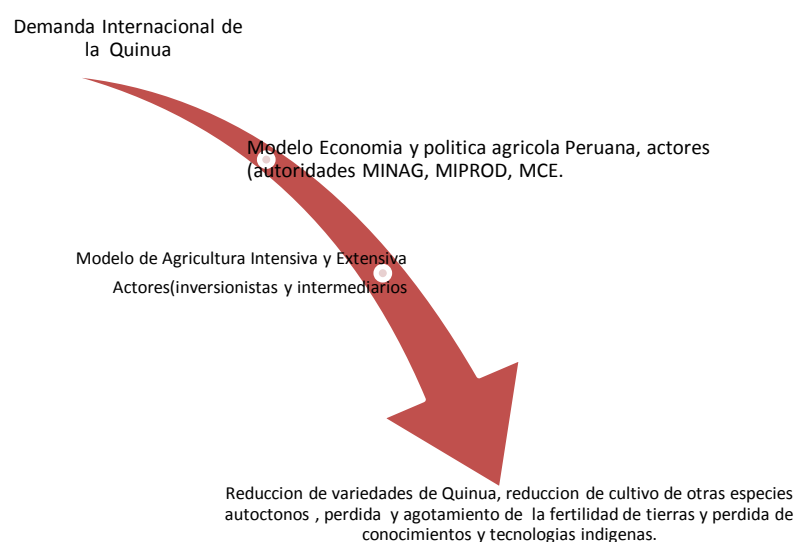 Demanda Internacional de
la Quinua
Modelo Economia y politica agricola Peruana, actores
(autoridades MINAG, MIPROD, MCE.
Modelo de Agricultura Intensiva y Extensiva
Actores(inversionistas y intermediarios
Reduccion de variedades de Quinua, reduccion de cultivo de otras especies
autoctonos , perdida y agotamiento de la fertilidad de tierras y perdida de
conocimientos y tecnologias indigenas.